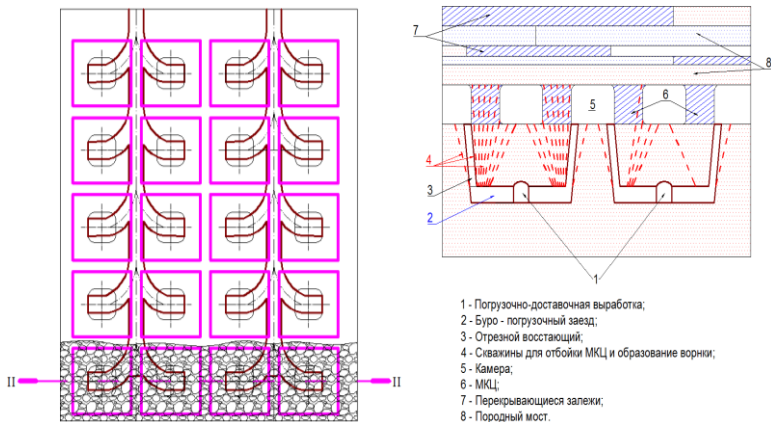 7
8
5
6
4
3
2
1
II
II
1 - Погрузочно-доставочная выработка;
2 - Буро - погрузочный заезд;
3 - Отрезной восстающий;
4 - Скважины для отбойки МКЦ и образование ворнки;
5 - Камера;
6 - МКЦ;
7 - Перекрывающиеся залежи;
8 - Породный мост.